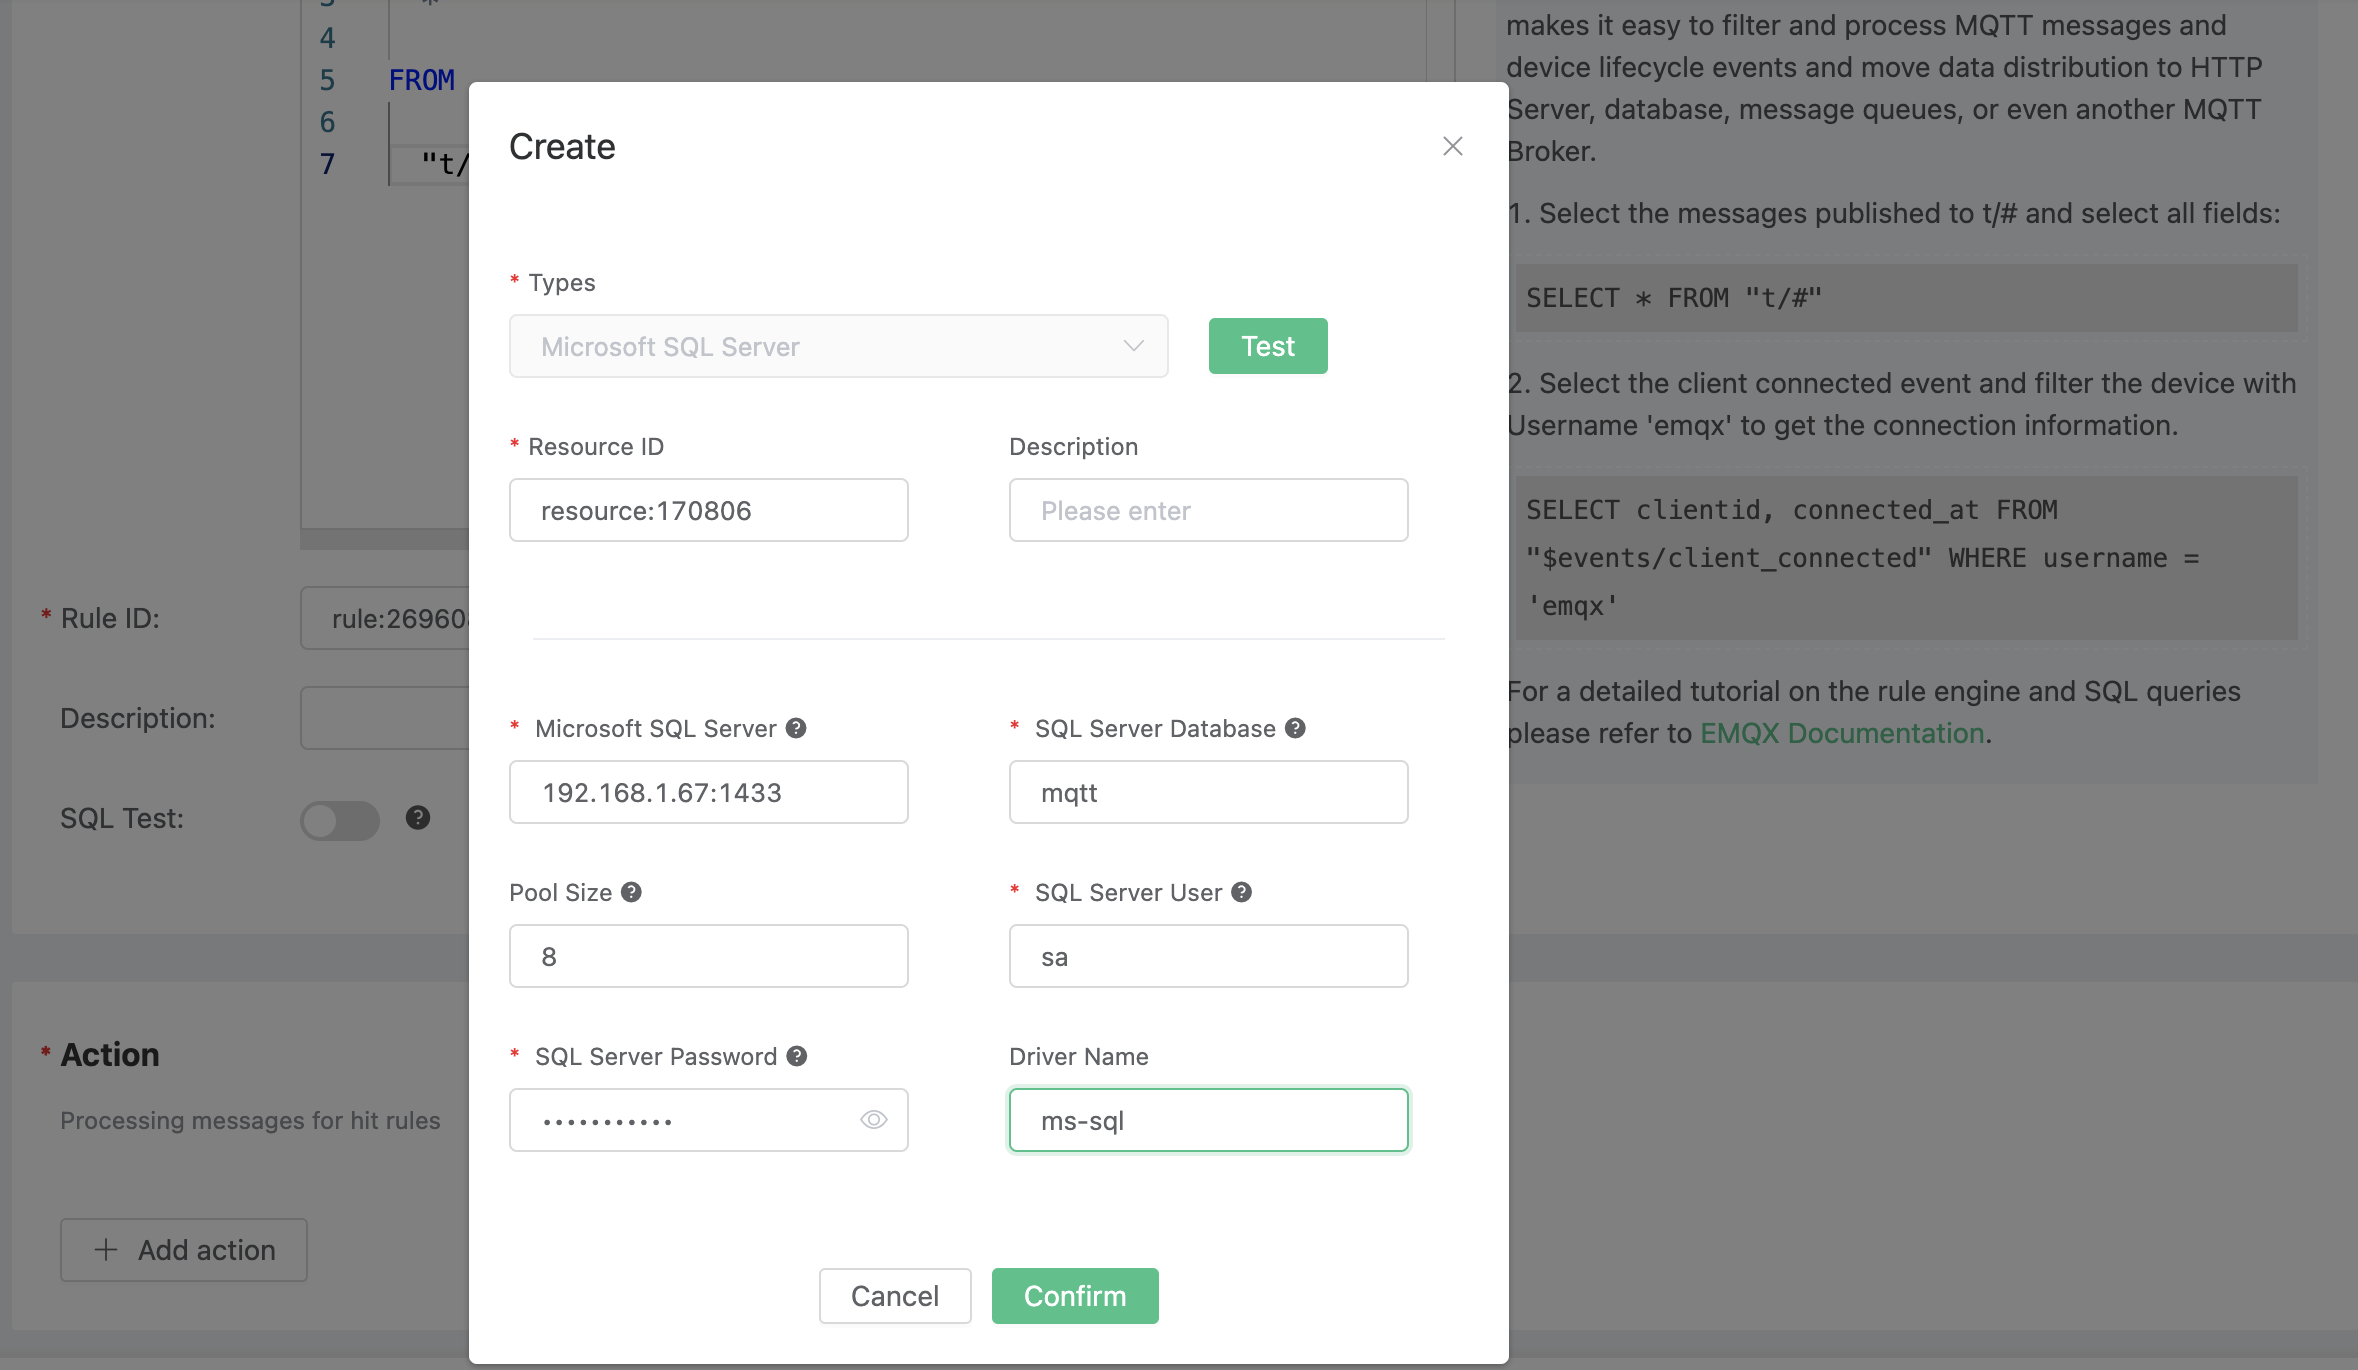 3
*
4
5
FROM
6
7
"t/
* Rule ID:
rule:26960
Description:
SQL Test:
* Action
Processing messages for hit rules
+ Add action
Create
* Types
Microsoft SQL Server
Test
* Resource ID
Description
resource:170806
Please enter
* Microsoft SQL Server
* SQL Server Database
192.168.1.67:1433
mqtt
Pool Size
* SQL Server User
8
sa
* SQL Server Password
Driver Name
•••••••••••
ms-sql
Cancel
Confirm
makes it easy to filter and process MQTT messages and
device lifecycle events and move data distribution to HTTP
Server, database, message queues, or even another MQTT
Broker.
1. Select the messages published to t/# and select all fields:
SELECT * FROM "t/#"
2. Select the client connected event and filter the device with
Username 'emqx' to get the connection information.
SELECT clientid, connected_at FROM
"$events/client_connected" WHERE username =
'emqx'
For a detailed tutorial on the rule engine and SQL queries
please refer to EMQX Documentation.